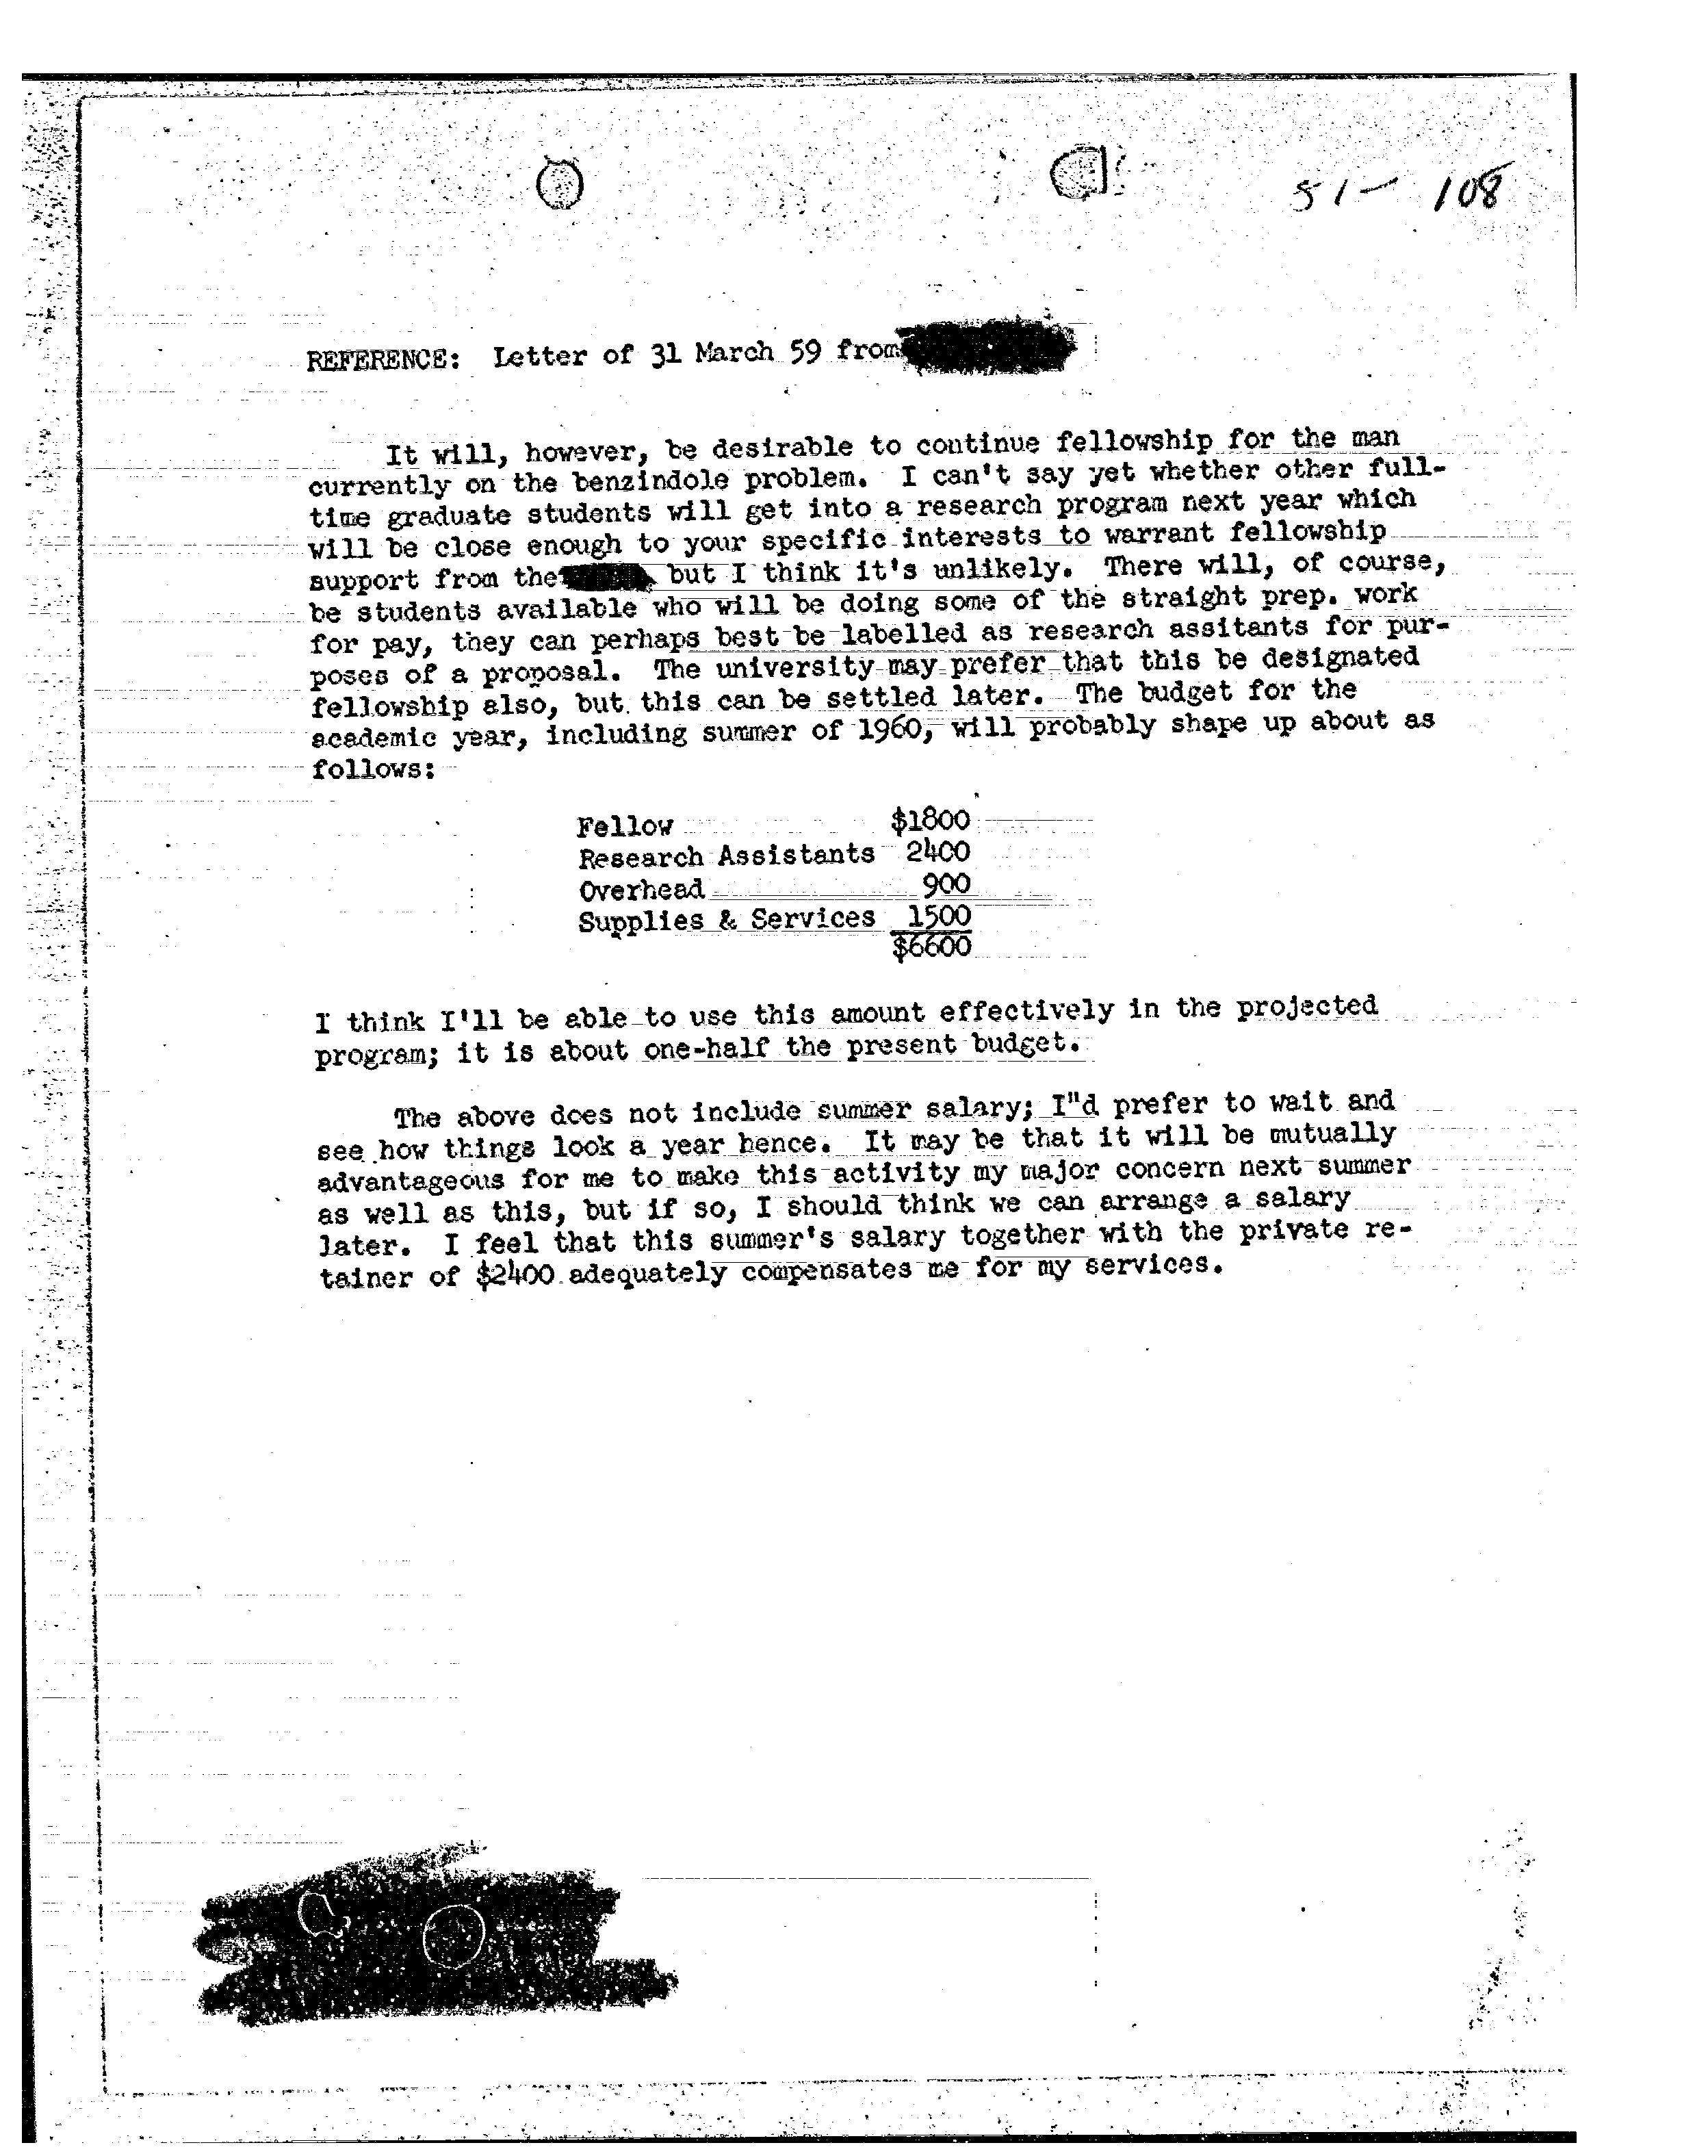 51-108
REFERENCE: Letter of 31 March 59 from
It will, however, be desirable to continue fellowship for the man
currently on the benzindole problem. I can't say yet whether other full-
time graduate students will get into a research program next year which
will be close enough to your specific interests to warrant fellowship
support from the but I think it's unlikely. There will, of course,
be students available who will be doing some of the straight prep. work
for pay, they can perhaps best be labelled as research assitants for pur-
poses of a proposal. The university may prefer that this be designated
fellowship also, but this can be settled later. The budget for the
academic year, including summer of 1960, will probably shape up about as
follows:
Fellow $1800
Research Assistants 2400
Overhead 900
Supplies & Services 1500
$6600
I think I'll be able to use this amount effectively in the projected
program; it is about one-half the present budget.
The above does not include summer salary; I"d prefer to wait and
see how things look a year hence. It may be that it will be mutually
advantageous for me to make this activity my major concern next summer
as well as this, but if so, I should think we can arrange a salary
later. I feel that this summer's salary together with the private re-
tainer of $2400 adequately compensates me for my services.